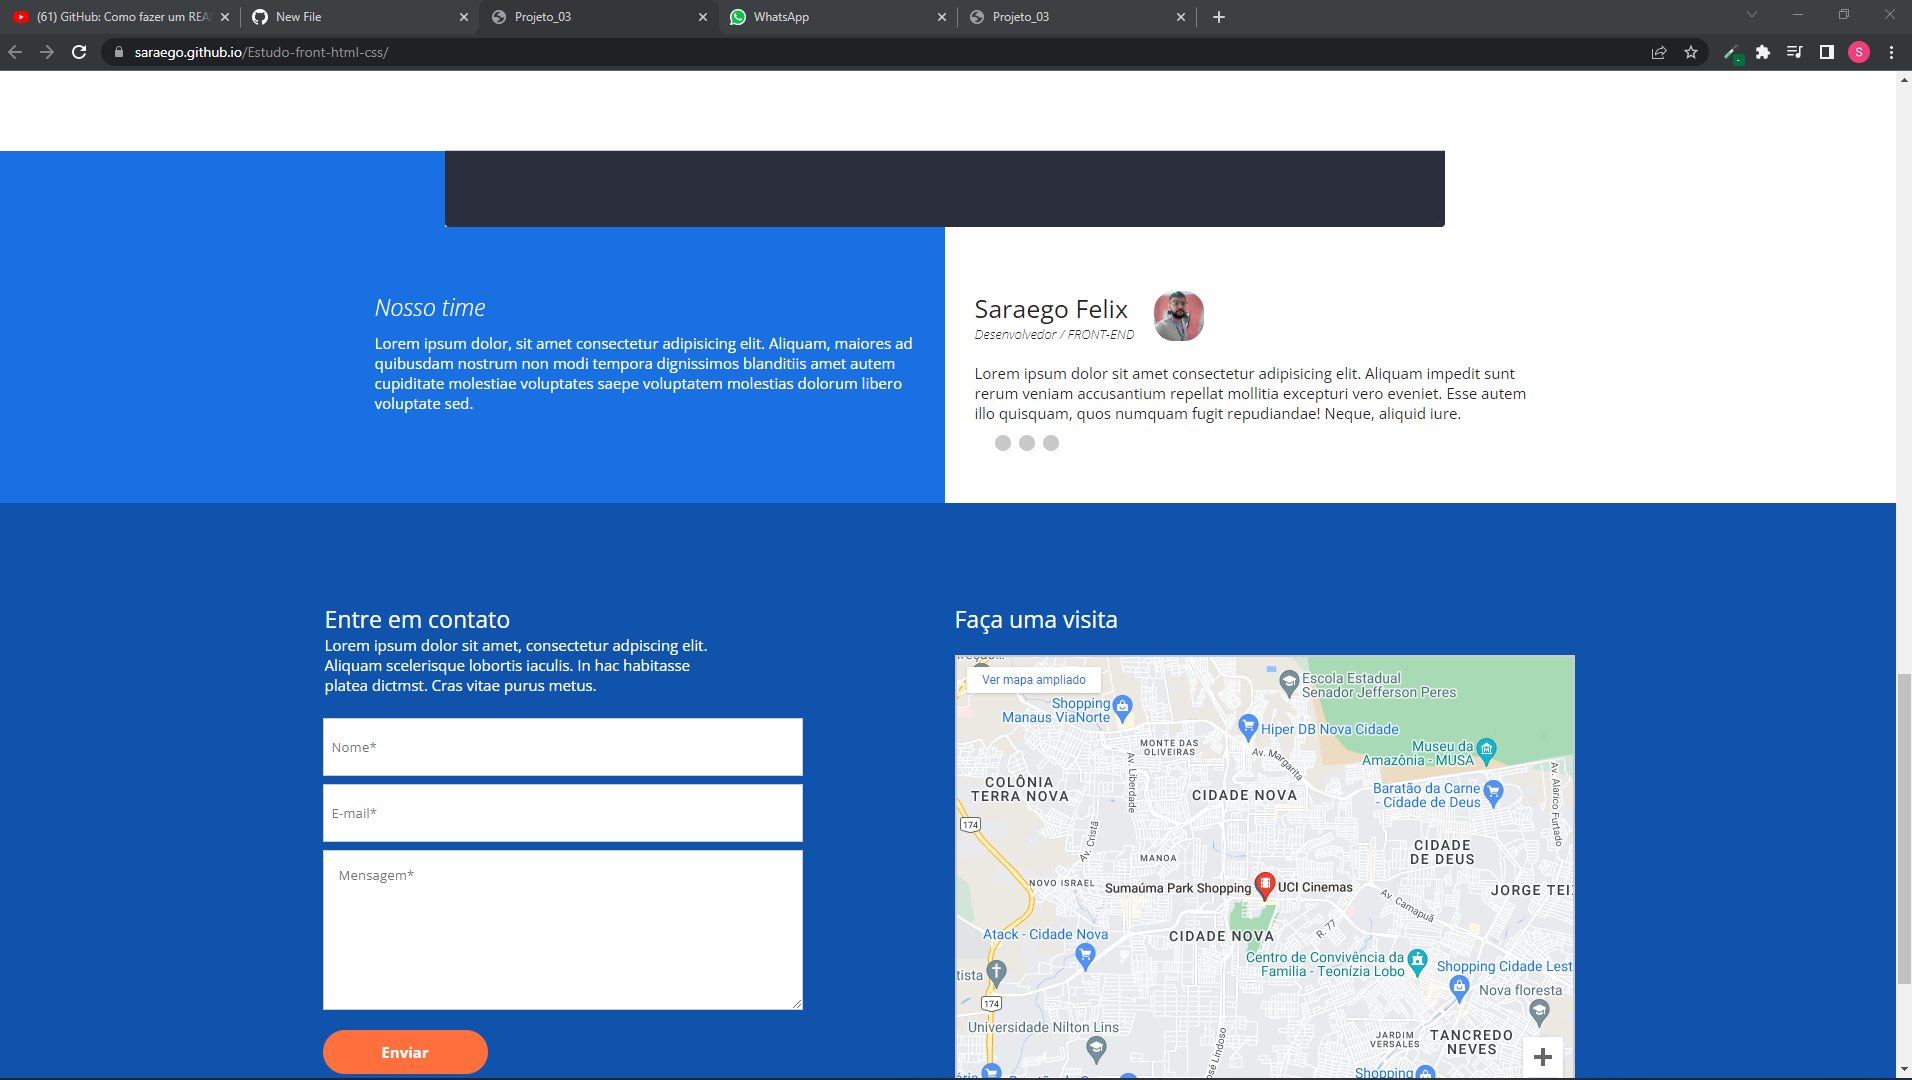 (61) GitHub: Como fazer um REA
New File
Projeto_03
WhatsApp
Projeto_03
saraego.github.io/Estudo-front-html-css/
S
Nosso time
Lorem ipsum dolor, sit amet consectetur adipisicing elit. Aliquam, maiores ad
quibusdam nostrum non modi tempora dignissimos blanditiis amet autem
cupiditate molestiae voluptates saepe voluptatem molestias dolorum libero
voluptate sed.
Saraego Felix
Desenvolvedor / FRONT-END
Lorem ipsum dolor sit amet consectetur adipisicing elit. Aliquam impedit sunt
rerum veniam accusantium repellat mollitia excepturi vero eveniet. Esse autem
illo quisquam, quos numquam fugit repudiandae! Neque, aliquid iure.
Entre em contato
Lorem ipsum dolor sit amet, consectetur adpiscing elit.
Aliquam scelerisque lobortis iaculis. In hac habitasse
platea dictmst. Cras vitae purus metus.
Nome*
E-mail*
Mensagem*
Enviar
Faça uma visita
Ver mapa ampliado
Escola Estadual
Senador Jefferson Peres
Shopping
Manaus ViaNorte
Hiper DB Nova Cidade
MONTE DAS
OLIVEIRAS
Av. Margarita
Museu da
Amazônia - MUSA
Av. Liberdade
Av. Alarico Furtado
COLÔNIA
TERRA NOVA
CIDADE NOVA
Baratão da Carne
- Cidade de Deus
174
Av. Cristã
MANOA
CIDADE
DE DEUS
NOVO ISRAEL
Sumaúma Park Shopping
UCI Cinemas
JORGE TEI
Av. Camapuã
R. 77
Atack - Cidade Nova
CIDADE NOVA
Centro de Convivência da
Familia - Teonízia Lobo
Shopping Cidade Lest
tista
Nova floresta
174
Universidade Nilton Lins
José Lindoso
JARDIM
VERSALES
TANCREDO
NEVES
Shopping